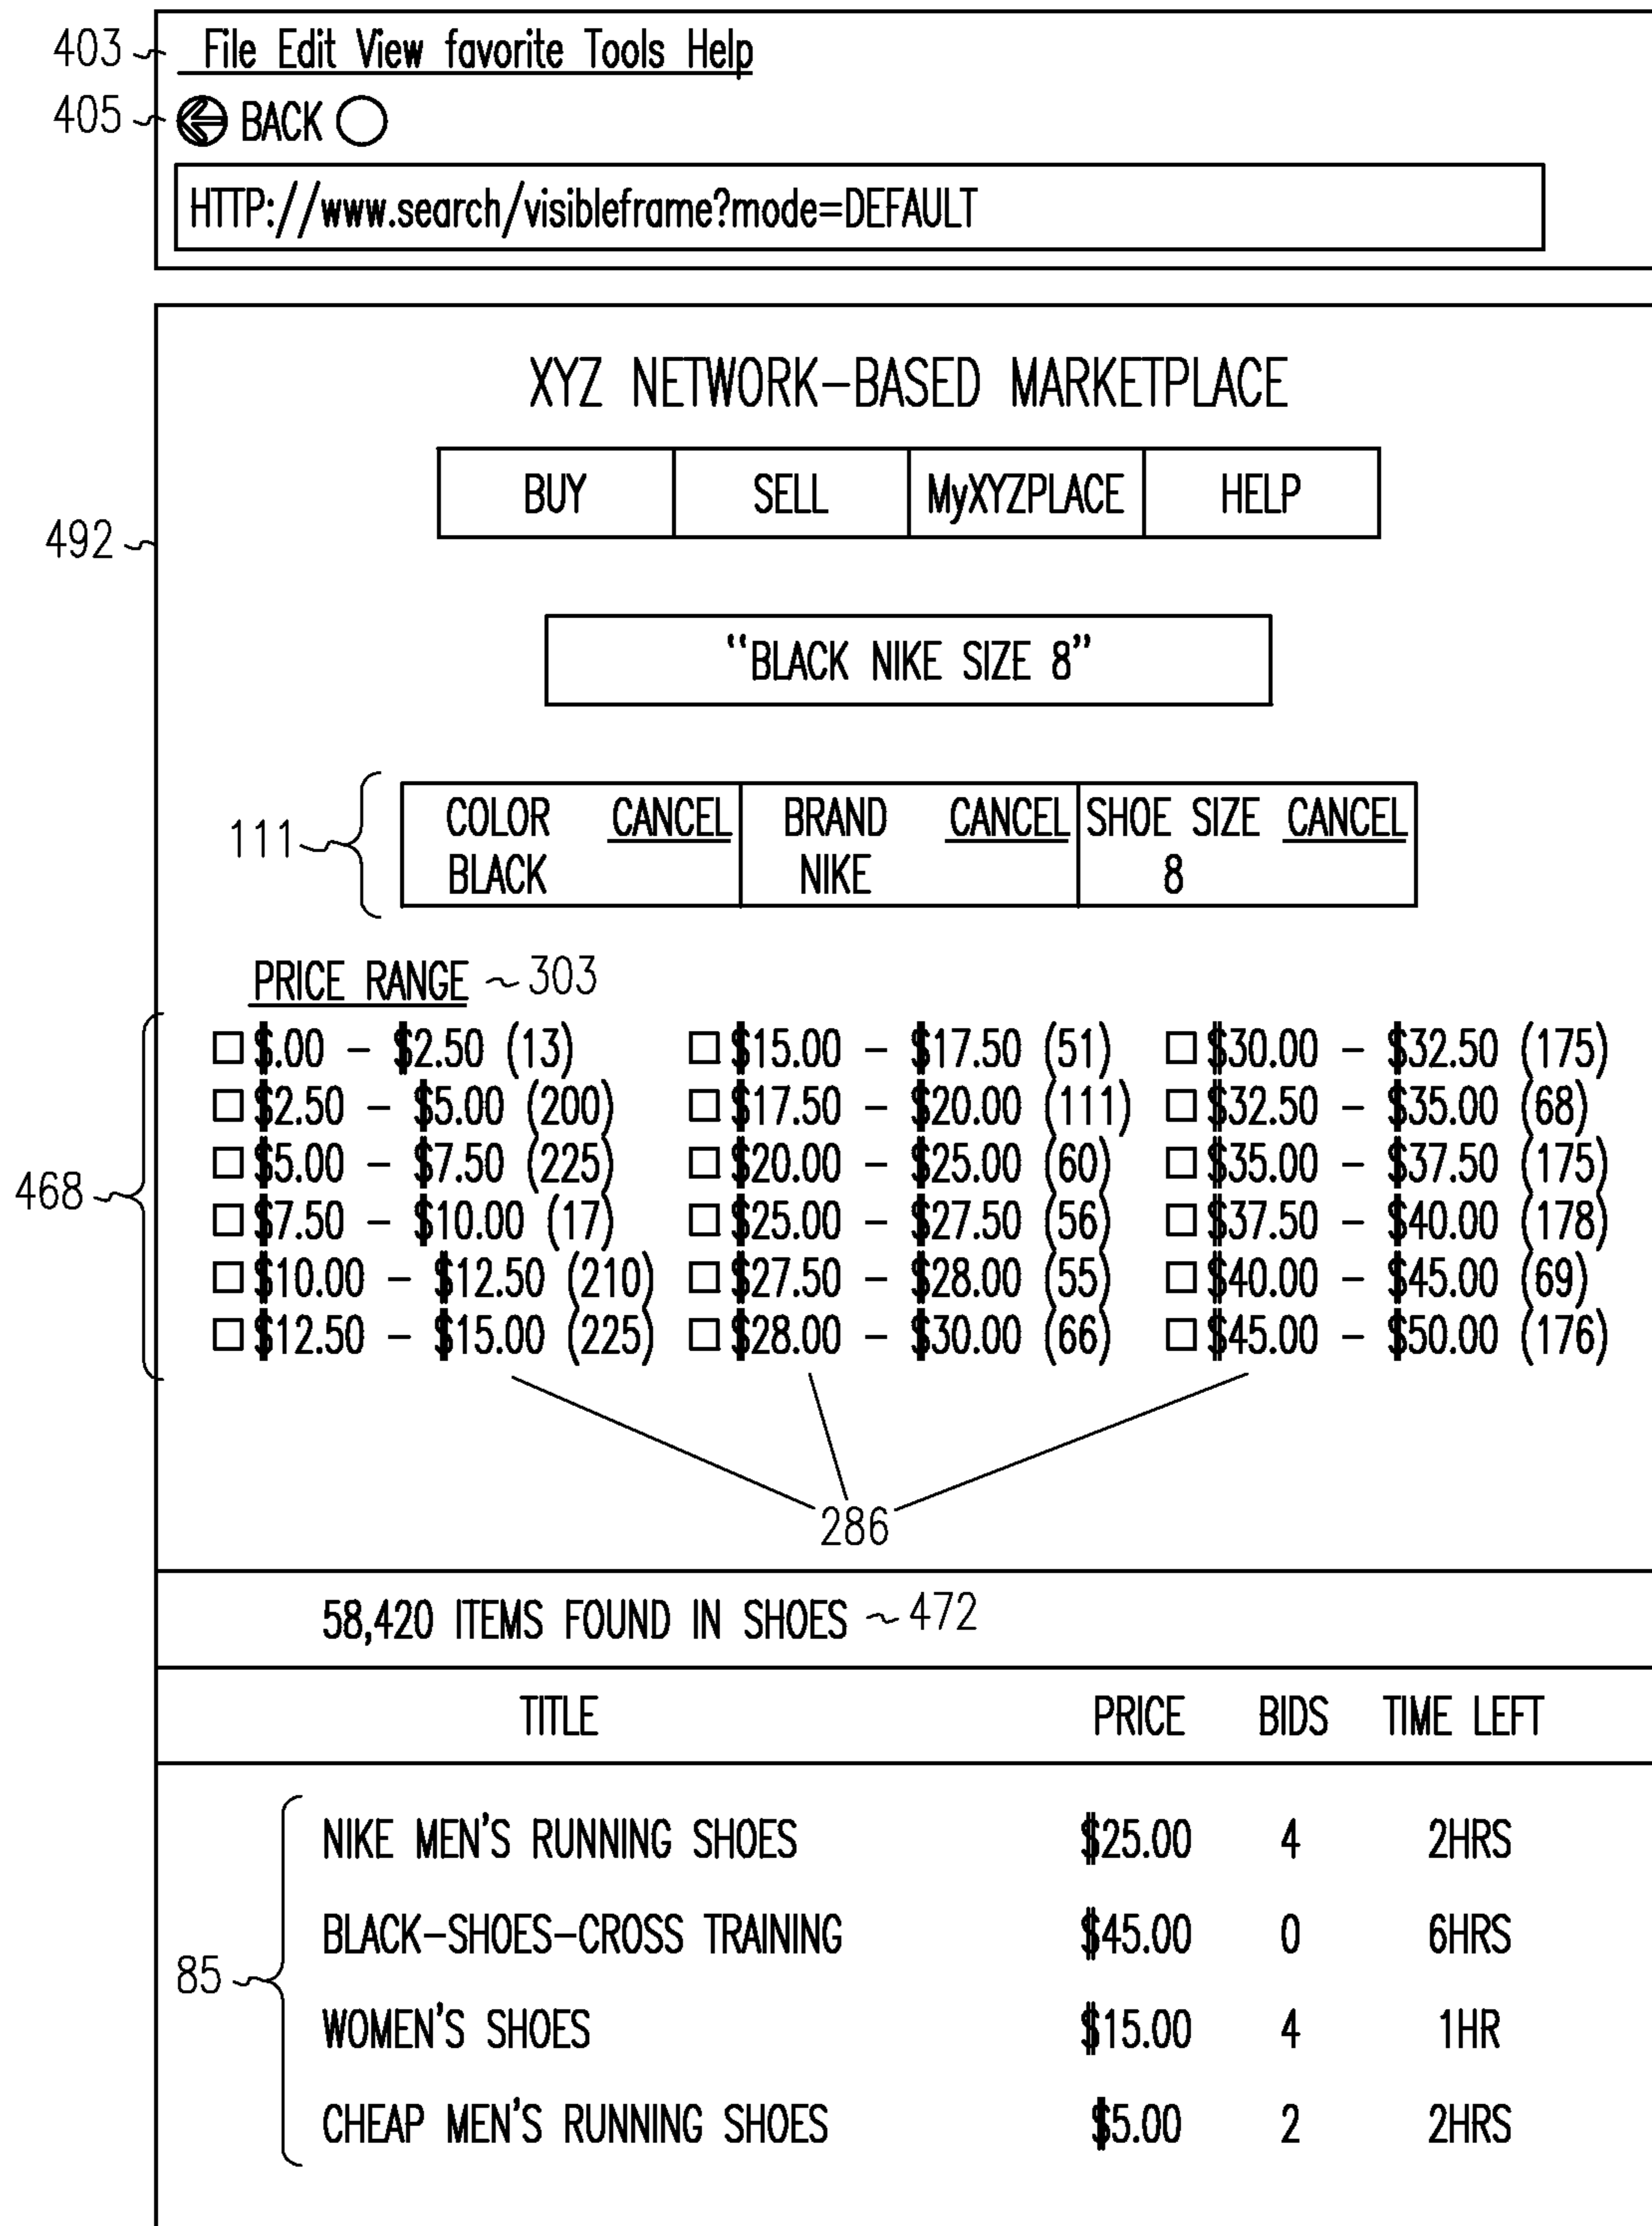 403 File Edit View favorite Tools Help
405 BACK
HTTP://www.search/visibleframe?mode=DEFAULT
XYZ NETWORK-BASED MARKETPLACE
BUY SELL MyXYZPLACE HELP
492
"BLACK NIKE SIZE 8"
COLOR CANCEL BRAND CANCEL SHOE SIZE CANCEL
111
BLACK NIKE 8
PRICE RANGE 303
$.00 - $2.50 (13) $15.00 - $17.50 (51) $30.00 - $32.50 (175)
$2.50 - $5.00 (200) $17.50 - $20.00 (111) $32.50 - $35.00 (68)
$5.00 - $7.50 (225) $20.00 - $25.00 (60) $35.00 - $37.50 (175)
468
$7.50 - $10.00 (17) $25.00 - $27.50 (56) $37.50 - $40.00 (178)
$10.00 - $12.50 (210) $27.50 - $28.00 (55) $40.00 - $45.00 (69)
$12.50 - $15.00 (225) $28.00 - $30.00 (66) $45.00 - $50.00 (176)
286
58,420 ITEMS FOUND IN SHOES 472
TITLE PRICE BIDS TIME LEFT
NIKE MEN'S RUNNING SHOES $25.00 4 2HRS
BLACK-SHOES-CROSS TRAINING $45.00 0 6HRS
85
WOMEN'S SHOES $15.00 4 1HR
CHEAP MEN'S RUNNING SHOES $5.00 2 2HRS